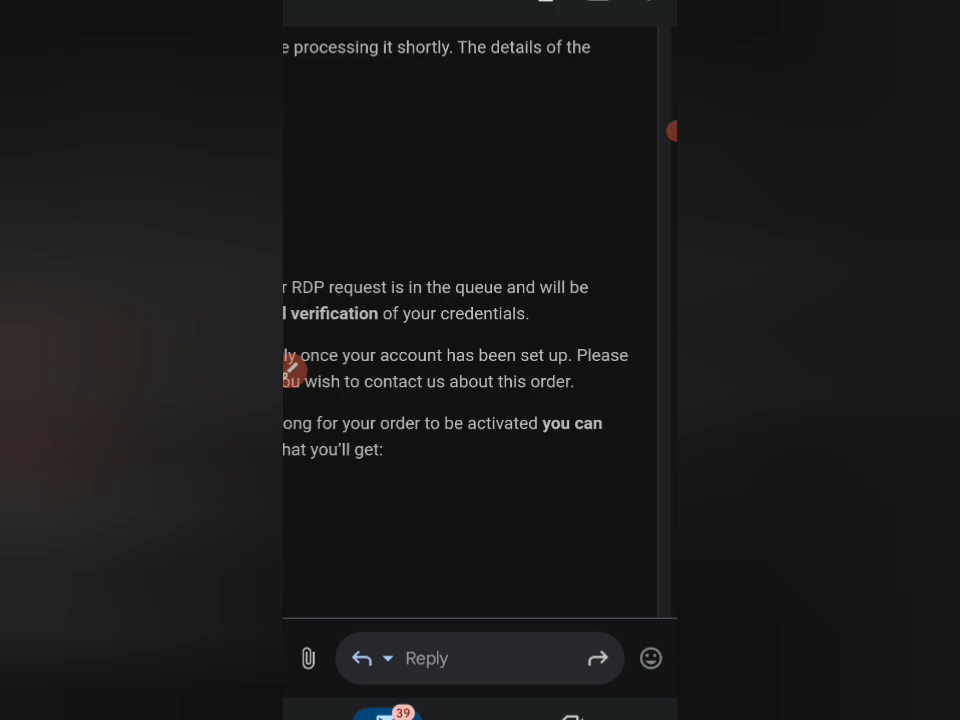 e processing it shortly. The details of the
r RDP request is in the queue and will be
l verification of your credentials.
ly once your account has been set up. Please
ou wish to contact us about this order.
ong for your order to be activated you can
hat you'll get:
Reply
39